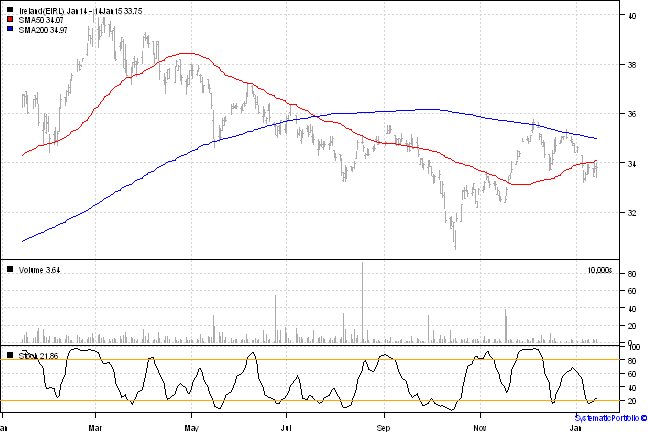 Ireland(EIRL) Jan14 - 14Jan15 33.75
SMA50 34.07
SMA200 34.97
40
38
36
34
32
Volume 3.64
10,000s
80
60
40
20
0
Stoch 21.86
100
80
60
40
20
an
Mar
May
Jul
Sep
Nov
Jan
SystematicPortfolio ©